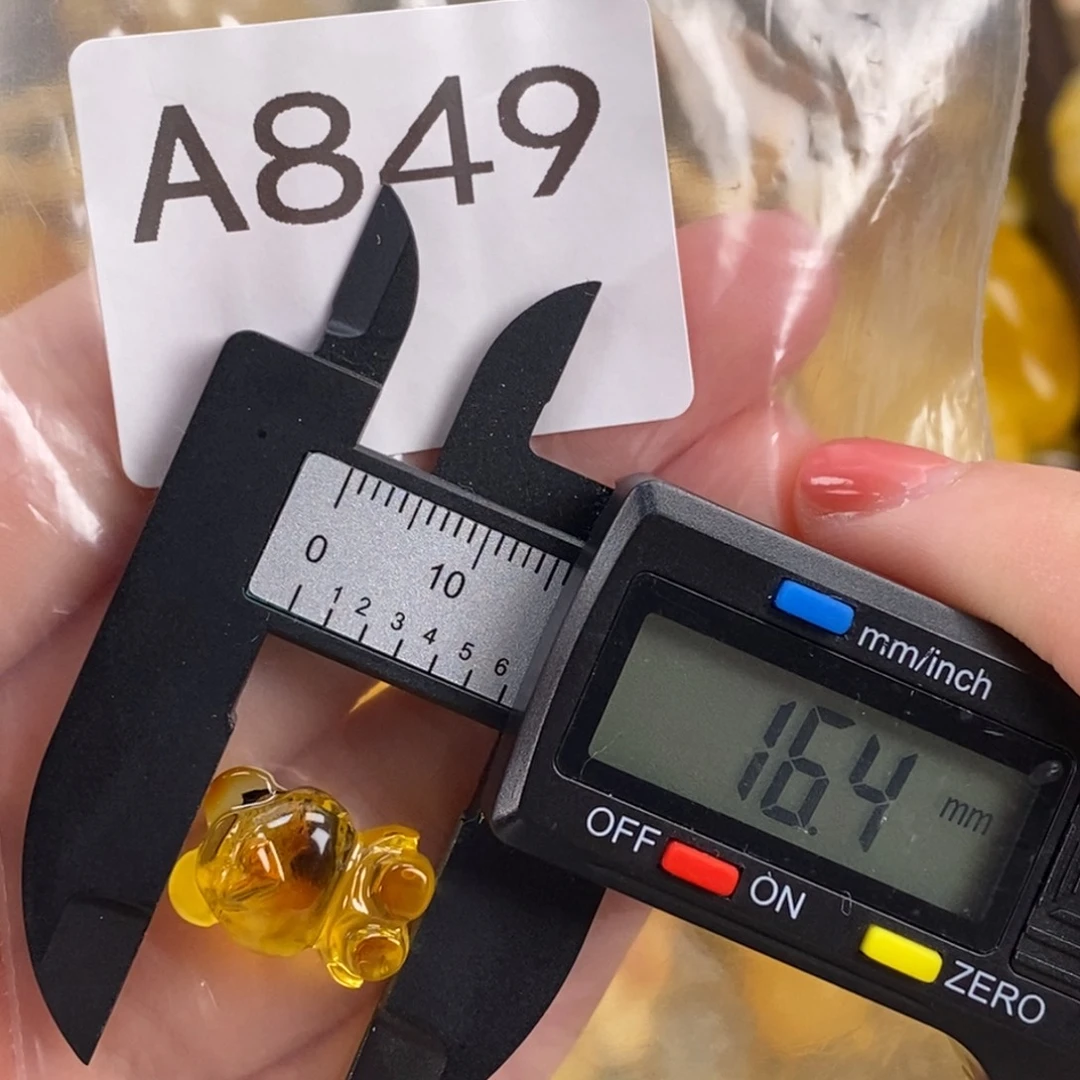 A849
0
10
1 2 3 4 5 6
mm/inch
16.4 mm
OFF ON
ZERO